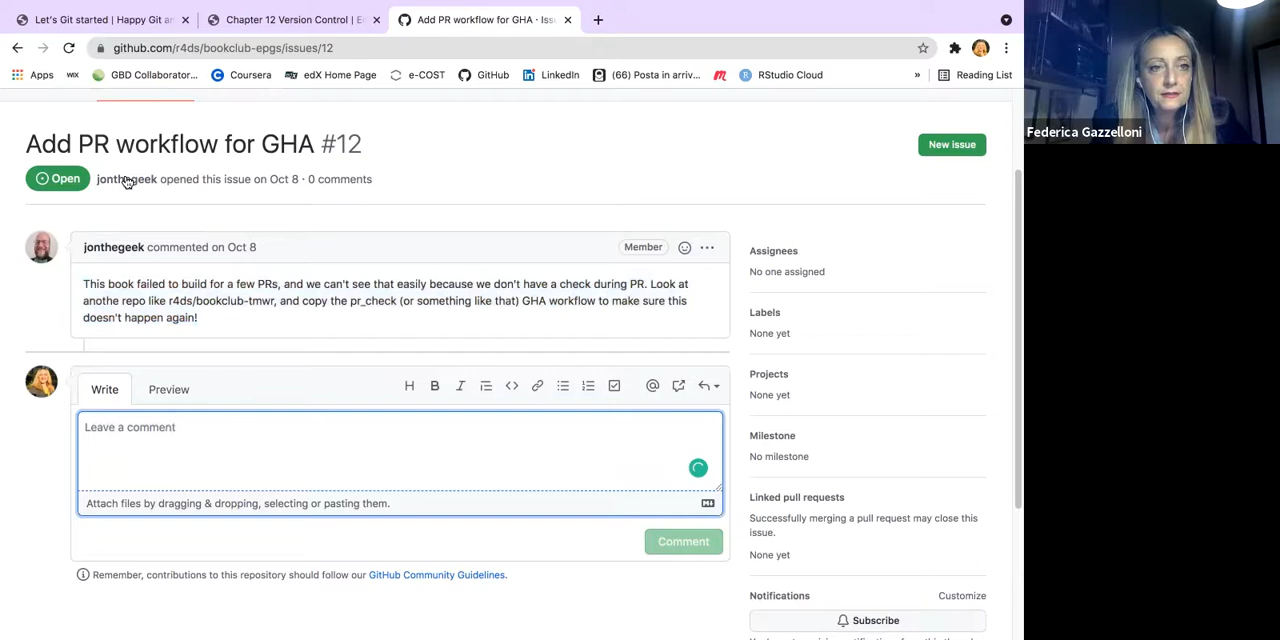 Let's Git started | Happy Git an
Chapter 12 Version Control | E
Add PR workflow for GHA · Issu
github.com/r4ds/bookclub-epgs/issues/12
Apps
WIX
GBD Collaborator...
Coursera
edX Home Page
e-COST
GitHub
LinkedIn
(66) Posta in arriv...
RStudio Cloud
»
Reading List
Federica Gazzelloni
Add PR workflow for GHA #12
New issue
Open
jonthegeek opened this issue on Oct 8 · 0 comments
jonthegeek commented on Oct 8
Member
This book failed to build for a few PRs, and we can't see that easily because we don't have a check during PR. Look at
anothe repo like r4ds/bookclub-tmwr, and copy the pr_check (or something like that) GHA workflow to make sure this
doesn't happen again!
Assignees
No one assigned
Labels
None yet
Projects
None yet
Milestone
No milestone
Linked pull requests
Successfully merging a pull request may close this
issue.
None yet
Notifications
Customize
Subscribe
Write
Preview
Leave a comment
Attach files by dragging & dropping, selecting or pasting them.
Comment
Remember, contributions to this repository should follow our GitHub Community Guidelines.